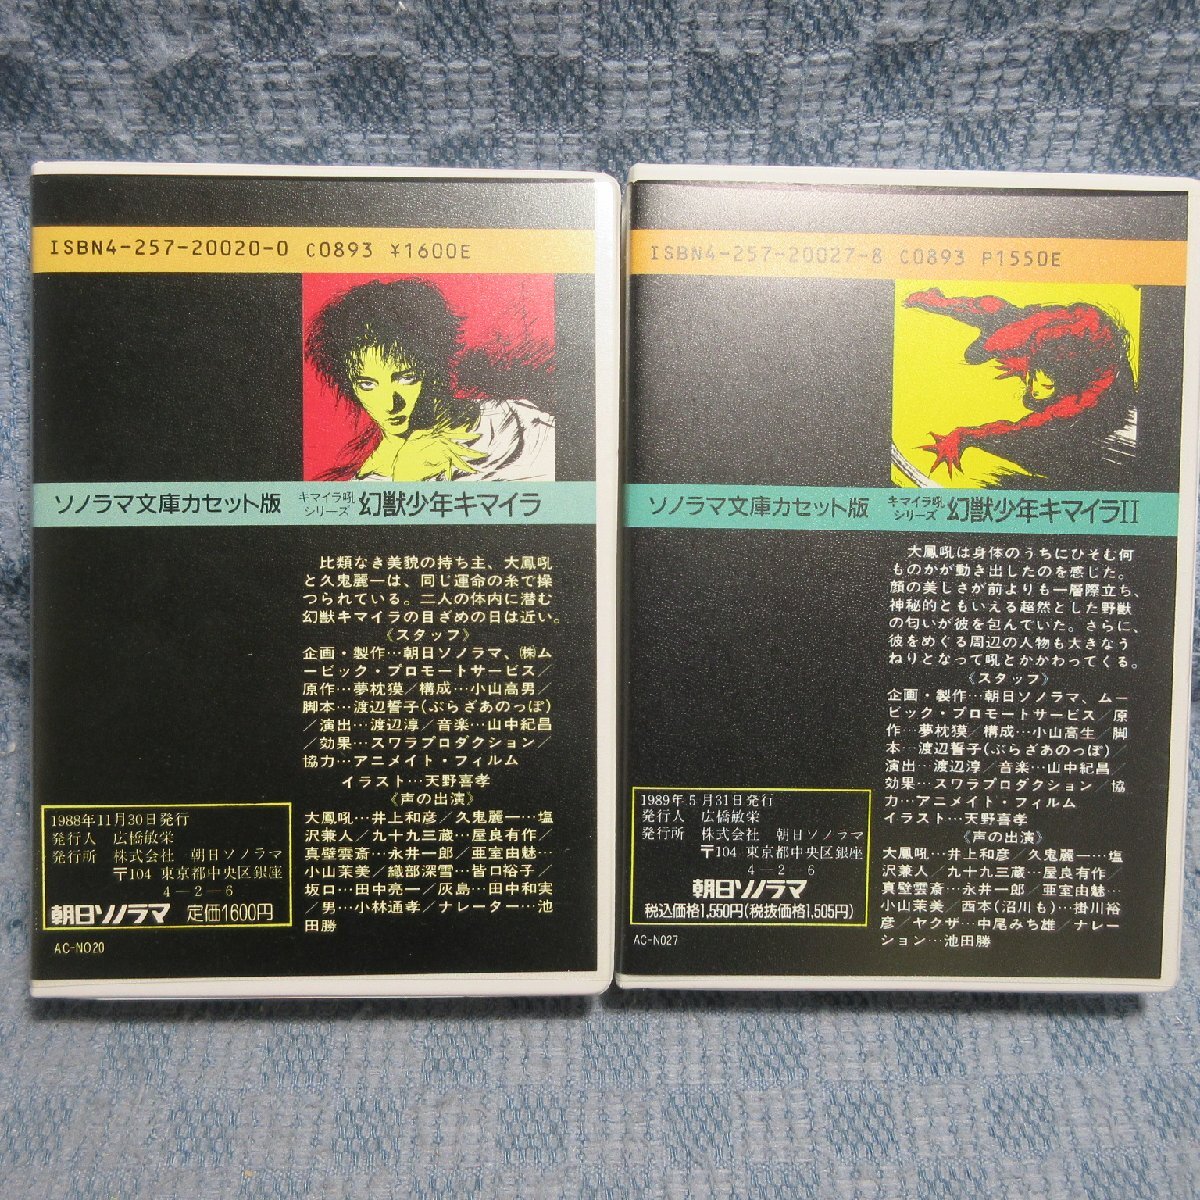 ISBN4-257-20020-0 C0893 ¥1600E
ソノラマ文庫カセット版 キマイラ吼シリーズ 幻獣少年キマイラ
比類なき美貌の持ち主、大鳳吼
と久鬼麗一は、同じ運命の糸で操
つられている。二人の体内に潜む
幻獣キマイラの目ざめの日は近い。
《スタッフ》
企画・製作…朝日ソノラマ、㈱ム
ービック・プロモートサービス/
原作…夢枕獏/構成…小山高男/
脚本…渡辺誓子(ぶらざあのっぽ)
/演出…渡辺淳/音楽…山中紀昌
/効果…スワラプロダクション/
協力…アニメイト・フィルム
イラスト…天野喜孝
《声の出演》
大鳳吼…井上和彦/久鬼麗一…塩
沢兼人/九十九三蔵…屋良有作/
真壁雲斎…永井一郎/亜室由魅…
小山茉美/織部深雪…皆口裕子/
坂口…田中亮一/灰島…田中和実
/男…小林通孝/ナレーター…池
田勝
1988年11月30日発行
発行人 広橋敏栄
発行所 株式会社 朝日ソノラマ
〒104 東京都中央区銀座
4-2-6
朝日ソノラマ 定価1600円
AC-NO20
ISBN4-257-20027-8 C0893 P1550E
ソノラマ文庫カセット版 キマイラ吼シリーズ 幻獣少年キマイラII
大鳳吼は身体のうちにひそむ何
ものかが動き出したのを感じた。
顔の美しさが前よりも一層際立ち、
神秘的ともいえる超然とした野獣
の匂いが彼を包んでいた。さらに、
彼をめぐる周辺の人物も大きなう
ねりとなって吼とかかわってくる。
《スタッフ》
企画・製作…朝日ソノラマ、ムー
ビック・プロモートサービス/原
作…夢枕獏/構成…小山高生/脚
本…渡辺誓子(ぶらざあのっぽ)/
演出…渡辺淳/音楽…山中紀昌/
効果…スワラプロダクション/協
力…アニメイト・フィルム
イラスト…天野喜孝
《声の出演》
大鳳吼…井上和彦/久鬼麗一…塩
沢兼人/九十九三蔵…屋良有作/
真壁雲斎…永井一郎/亜室由魅…
小山茉美/西本(沼川も)…掛川裕
彦/ヤクザ…中尾みち雄/ナレー
ション…池田勝
1989年5月31日発行
発行人 広橋敏栄
発行所 株式会社 朝日ソノラマ
〒104 東京都中央区銀座
4-2-6
朝日ソノラマ
税込価格1,550円(税抜価格1,505円)
AC-NO27